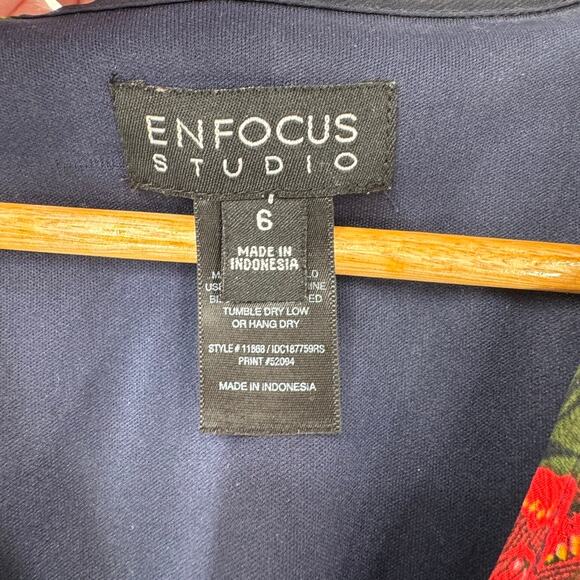 ENFOCUS
STUDIO
6
MADE IN
INDONESIA
TUMBLE DRY LOW
OR HANG DRY
STYLE # 11868 / IDC187759RS
PRINT #52094
MADE IN INDONESIA